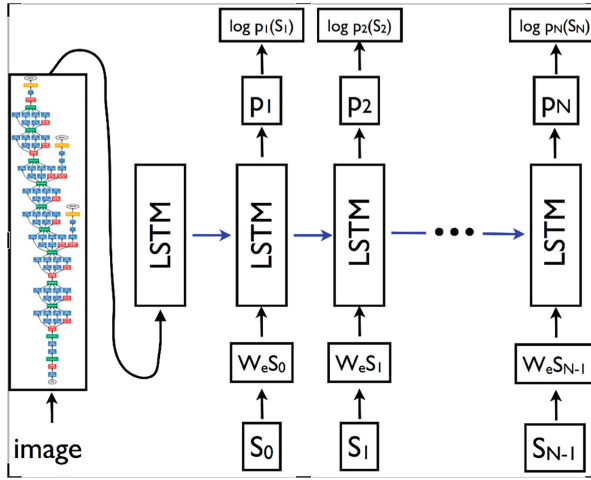 log p1(S1) log p2(S2) log pN(SN)
p1 p2 pN
LSTM LSTM LSTM LSTM
WeS0 WeS1 WeSN-1
image S0 S1 SN-1